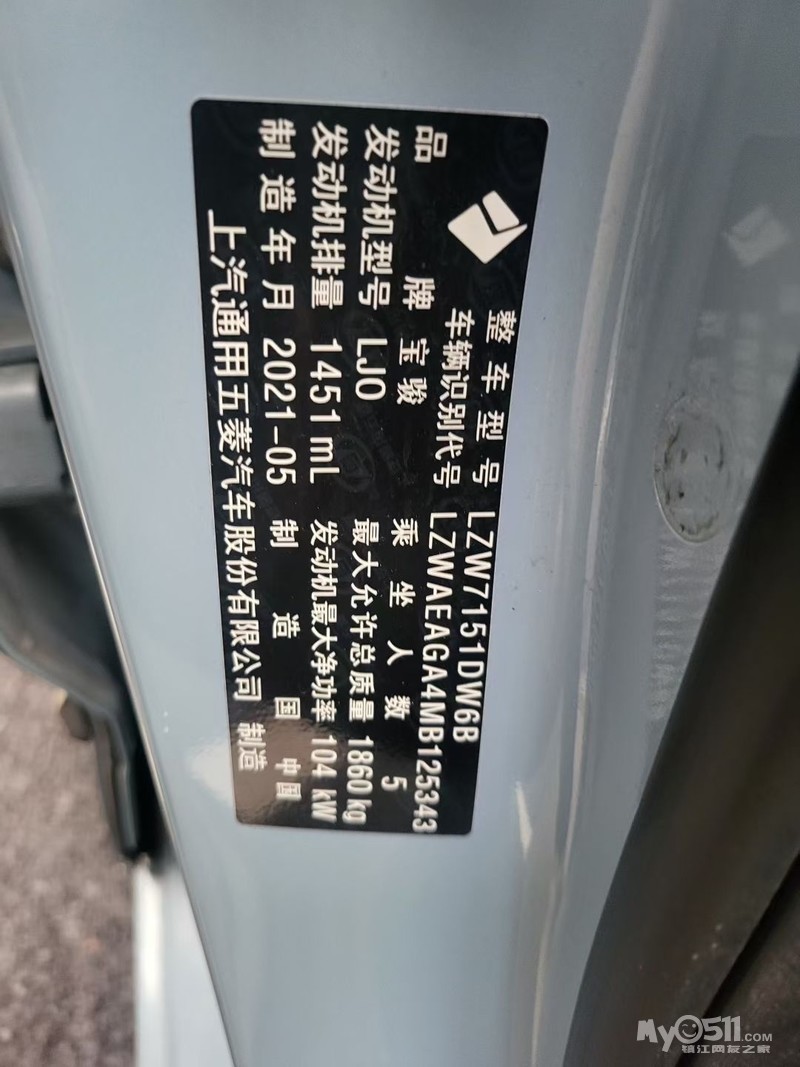 整车型号 LZW7151DW6B
车辆识别代号 LZWAEAGA4MB125343
品牌 宝骏 乘坐人数 5
发动机型号 LJO 最大允许总质量 1860 kg
发动机排量 1451 mL 发动机最大净功率 104 kW
制造年月 2021-05 制造国 中国
上汽通用五菱汽车股份有限公司 制造
My0511.COM
镇江网友之家